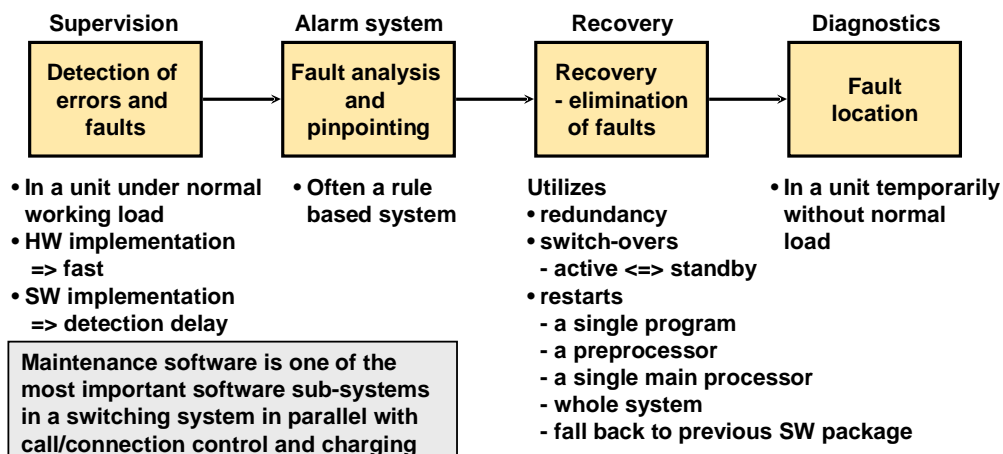 Supervision
Detection of
errors and
faults
• In a unit under normal
working load
• HW implementation
=> fast
• SW implementation
=> detection delay
Alarm system
Fault analysis
and
pinpointing
• Often a rule
based system
Recovery
Recovery
- elimination
of faults
Utilizes
• redundancy
• switch-overs
- active <=> standby
• restarts
- a single program
- a preprocessor
- a single main processor
- whole system
- fall back to previous SW package
Diagnostics
Fault
location
• In a unit temporarily
without normal
load
Maintenance software is one of the
most important software sub-systems
in a switching system in parallel with
call/connection control and charging